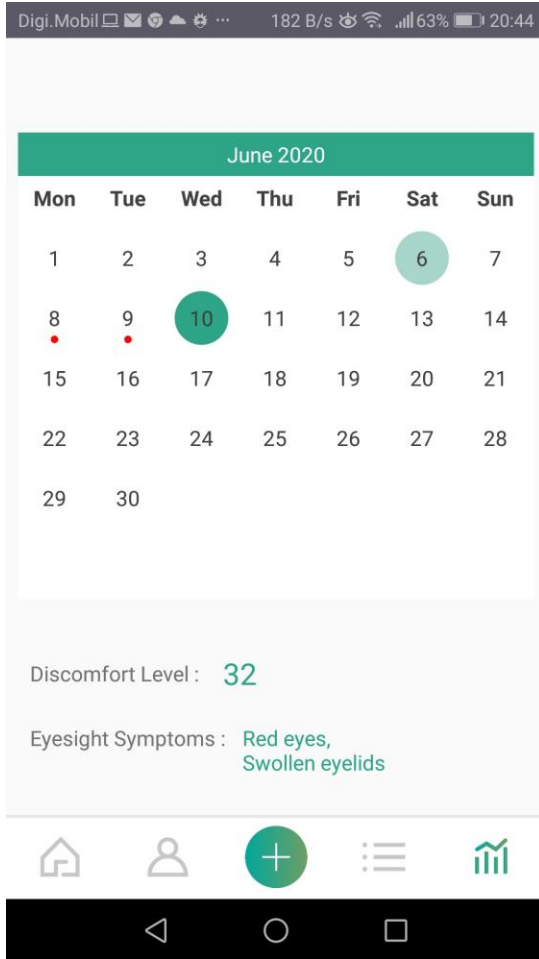 Digi.Mobil ... 182 B/s 63% 20:44
June 2020
Mon Tue Wed Thu Fri Sat Sun
1 2 3 4 5 6 7
8 9 10 11 12 13 14
15 16 17 18 19 20 21
22 23 24 25 26 27 28
29 30
Discomfort Level : 32
Eyesight Symptoms : Red eyes,
Swollen eyelids